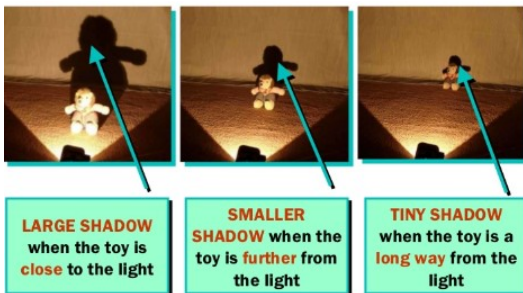 LARGE SHADOW
when the toy is
close to the light
SMALLER
SHADOW when the
toy is further from
the light
TINY SHADOW
when the toy is a
long way from the
light